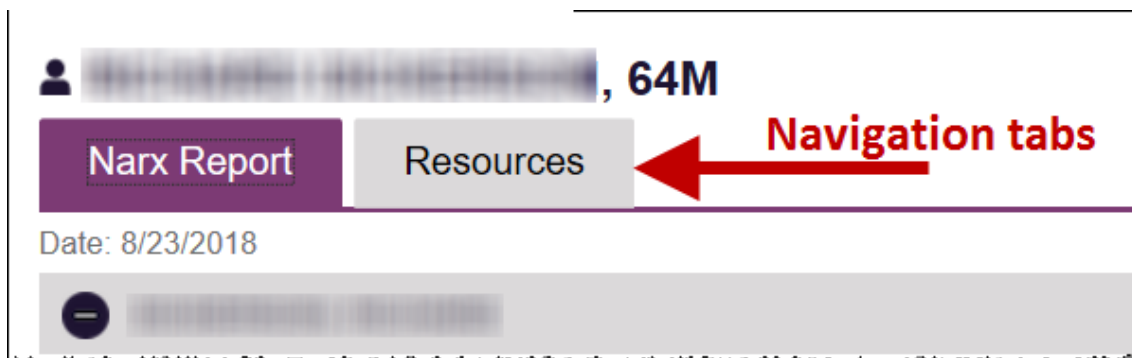 , 64M
Narx Report Resources Navigation tabs
Date: 8/23/2018